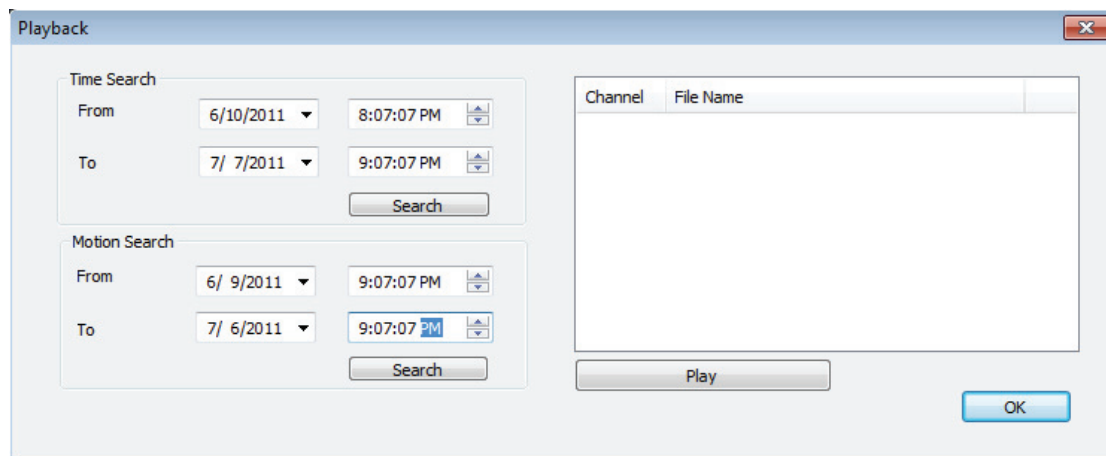 Playback
Time Search
From 6/10/2011 8:07:07 PM
To 7/ 7/2011 9:07:07 PM
Search
Motion Search
From 6/ 9/2011 9:07:07 PM
To 7/ 6/2011 9:07:07 PM
Search
Channel File Name
Play
OK